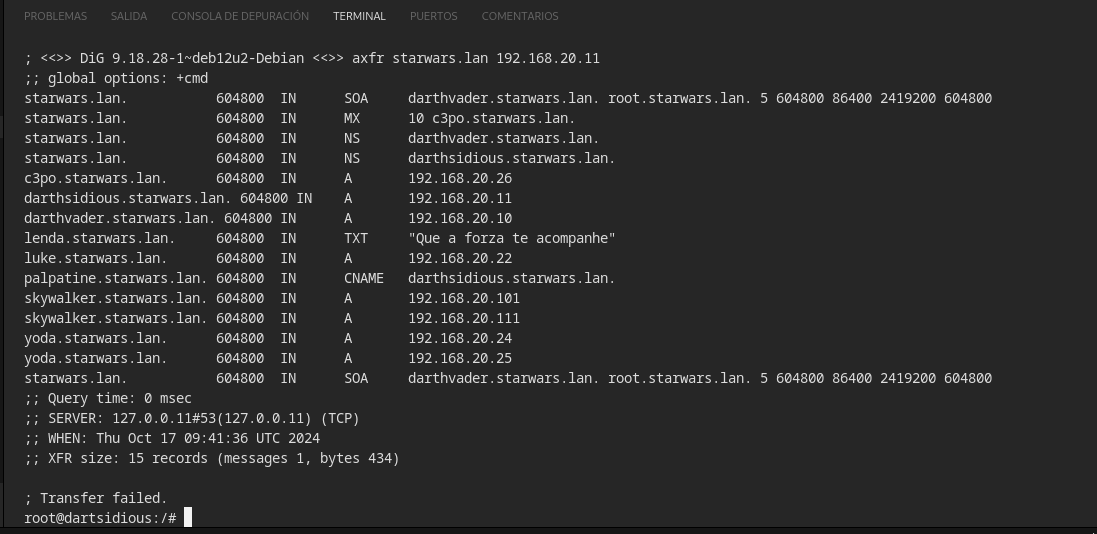 PROBLEMAS SALIDA CONSOLA DE DEPURACIÓN TERMINAL PUERTOS COMENTARIOS
; <<>> DiG 9.18.28-1~deb12u2-Debian <<>> axfr starwars.lan 192.168.20.11
;; global options: +cmd
starwars.lan. 604800 IN SOA darthvader.starwars.lan. root.starwars.lan. 5 604800 86400 2419200 604800
starwars.lan. 604800 IN MX 10 c3po.starwars.lan.
starwars.lan. 604800 IN NS darthvader.starwars.lan.
starwars.lan. 604800 IN NS darthsidious.starwars.lan.
c3po.starwars.lan. 604800 IN A 192.168.20.26
darthsidious.starwars.lan. 604800 IN A 192.168.20.11
darthvader.starwars.lan. 604800 IN A 192.168.20.10
lenda.starwars.lan. 604800 IN TXT "Que a forza te acompanhe"
luke.starwars.lan. 604800 IN A 192.168.20.22
palpatine.starwars.lan. 604800 IN CNAME darthsidious.starwars.lan.
skywalker.starwars.lan. 604800 IN A 192.168.20.101
skywalker.starwars.lan. 604800 IN A 192.168.20.111
yoda.starwars.lan. 604800 IN A 192.168.20.24
yoda.starwars.lan. 604800 IN A 192.168.20.25
starwars.lan. 604800 IN SOA darthvader.starwars.lan. root.starwars.lan. 5 604800 86400 2419200 604800
;; Query time: 0 msec
;; SERVER: 127.0.0.11#53(127.0.0.11) (TCP)
;; WHEN: Thu Oct 17 09:41:36 UTC 2024
;; XFR size: 15 records (messages 1, bytes 434)
; Transfer failed.
root@dartsidious:/#